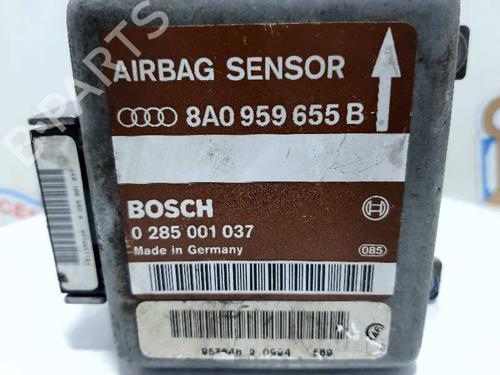 AIRBAG SENSOR
8A0 959 655 B
BOSCH
0 285 001 037
Made in Germany
085
B-PARTS